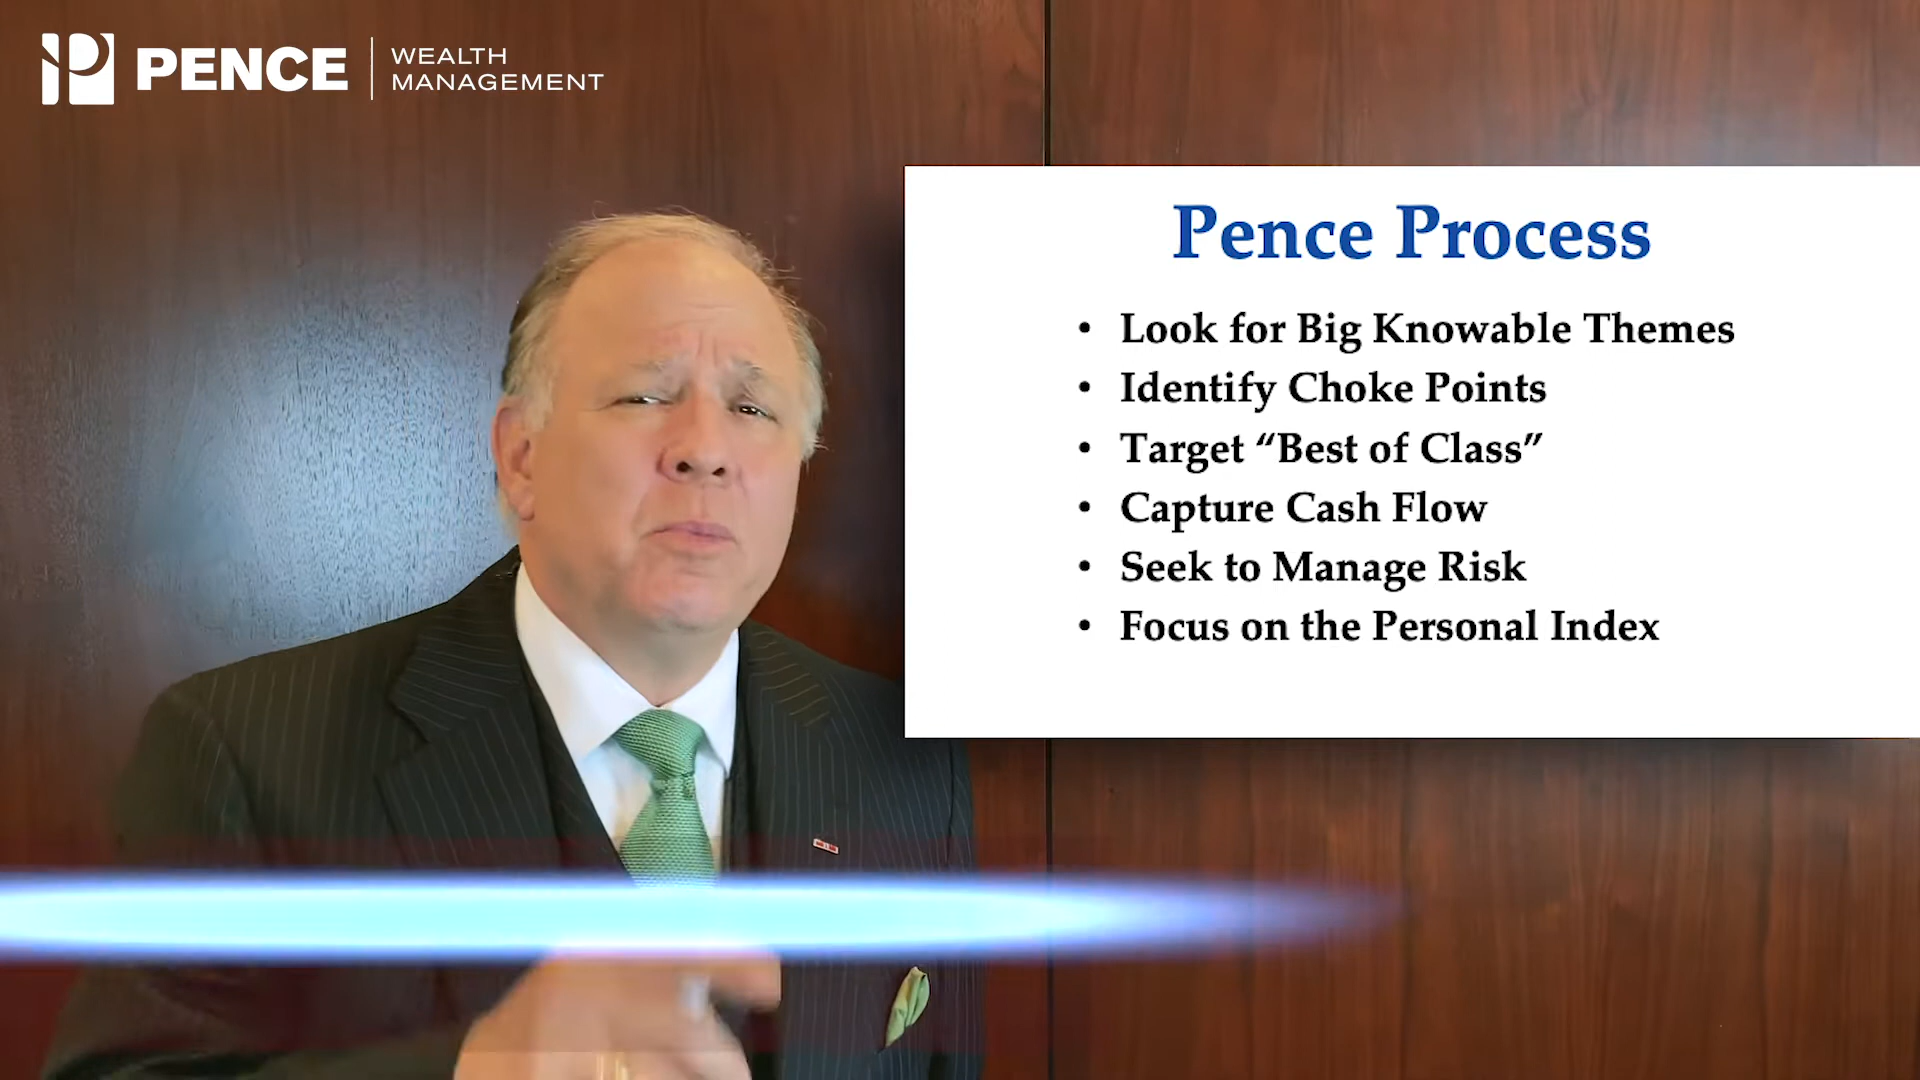 PENCE
WEALTH
MANAGEMENT
Pence Process
• Look for Big Knowable Themes
• Identify Choke Points
• Target “Best of Class”
• Capture Cash Flow
• Seek to Manage Risk
• Focus on the Personal Index